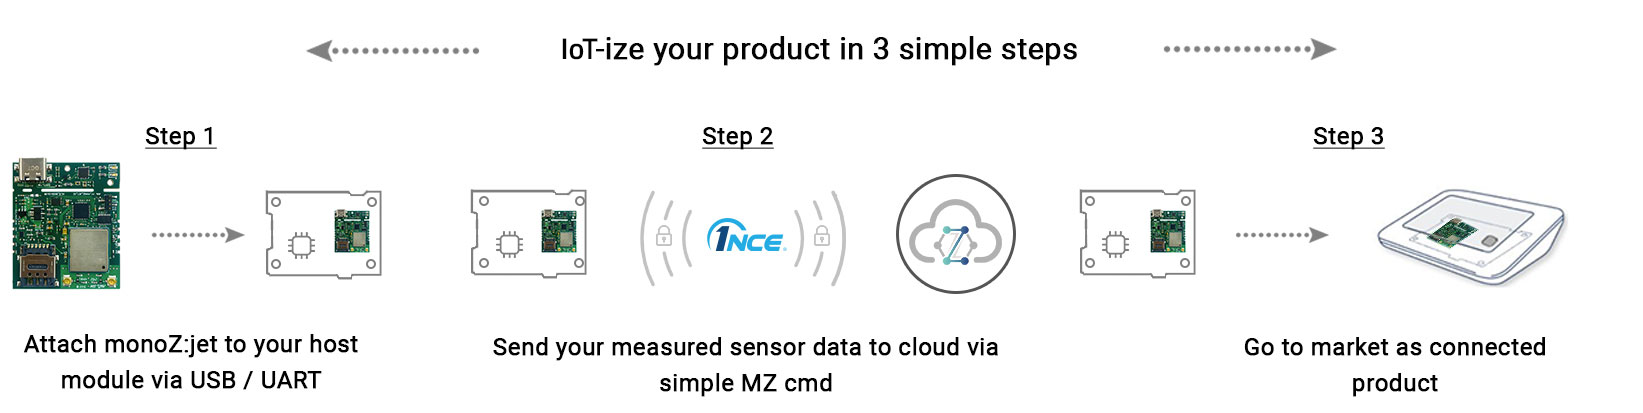 IoT-ize your product in 3 simple steps
Step 1
Step 2
Step 3
1NCE®
Attach monoZ:jet to your host
module via USB / UART
Send your measured sensor data to cloud via
simple MZ cmd
Go to market as connected
product